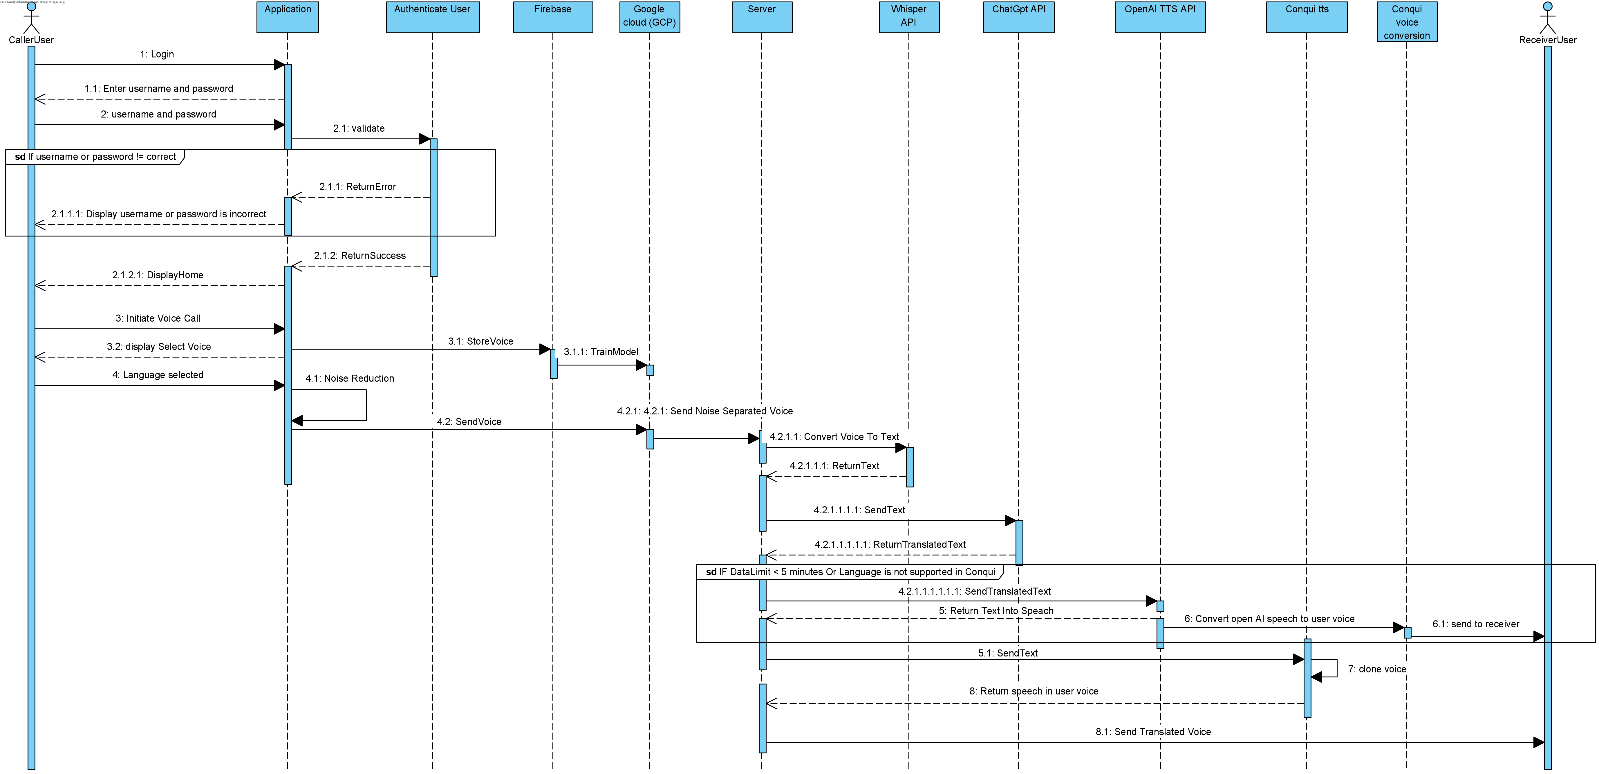 Application
Authenticate User
Firebase
Google
cloud (GCP)
Server
Whisper
API
ChatGpt API
OpenAI TTS API
Conqui tts
Conqui
voice
conversion
CallerUser
ReceiverUser
1: Login
1.1: Enter username and password
2: username and password
2.1: validate
sd If username or password != correct
2.1.1: ReturnError
2.1.1.1: Display username or password is incorrect
2.1.2: ReturnSuccess
2.1.2.1: DisplayHome
3: Initiate Voice Call
3.1: StoreVoice
3.2: display Select Voice
3.1.1: TrainModel
4: Language selected
4.1: Noise Reduction
4.2.1: 4.2.1: Send Noise Separated Voice
4.2: SendVoice
4.2.1.1: Convert Voice To Text
4.2.1.1.1: ReturnText
4.2.1.1.1.1: SendText
4.2.1.1.1.1.1: ReturnTranslatedText
sd IF DataLimit < 5 minutes Or Language is not supported in Conqui
4.2.1.1.1.1.1.1: SendTranslatedText
5: Return Text Into Speach
6: Convert open AI speech to user voice
6.1: send to receiver
5.1: SendText
7: clone voice
8: Return speech in user voice
8.1: Send Translated Voice